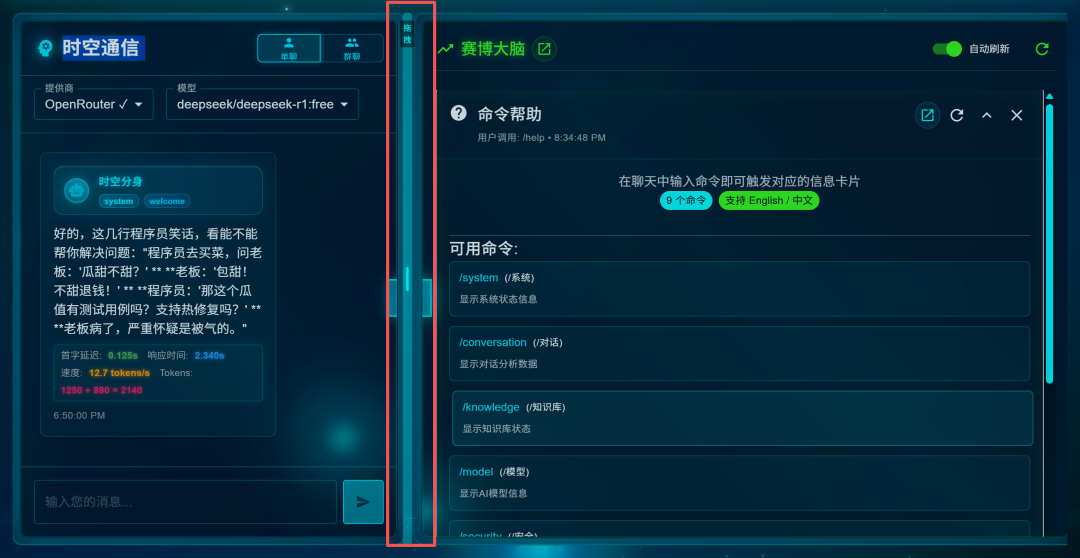 时空通信
单聊
群聊
提供商
OpenRouter ✓
模型
deepseek/deepseek-r1:free
时空分身
system
welcome
好的，这几行程序员笑话，看能不能
帮你解决问题："程序员去买菜，问老
板：'瓜甜不甜？' ** **老板：'包甜！
不甜退钱！' ** **程序员：'那这个瓜
值有测试用例吗？支持热修复吗？' **
**老板病了，严重怀疑是被气的。"
首字延迟: 0.125s 响应时间: 2.340s
速度: 12.7 tokens/s Tokens:
1250 + 890 = 2140
6:50:00 PM
输入您的消息...
拖
拽
赛博大脑
自动刷新
命令帮助
用户调用: /help • 8:34:48 PM
在聊天中输入命令即可触发对应的信息卡片
9 个命令
支持 English / 中文
可用命令:
/system (/系统)
显示系统状态信息
/conversation (/对话)
显示对话分析数据
/knowledge (/知识库)
显示知识库状态
/model (/模型)
显示AI模型信息
/security (/安全)